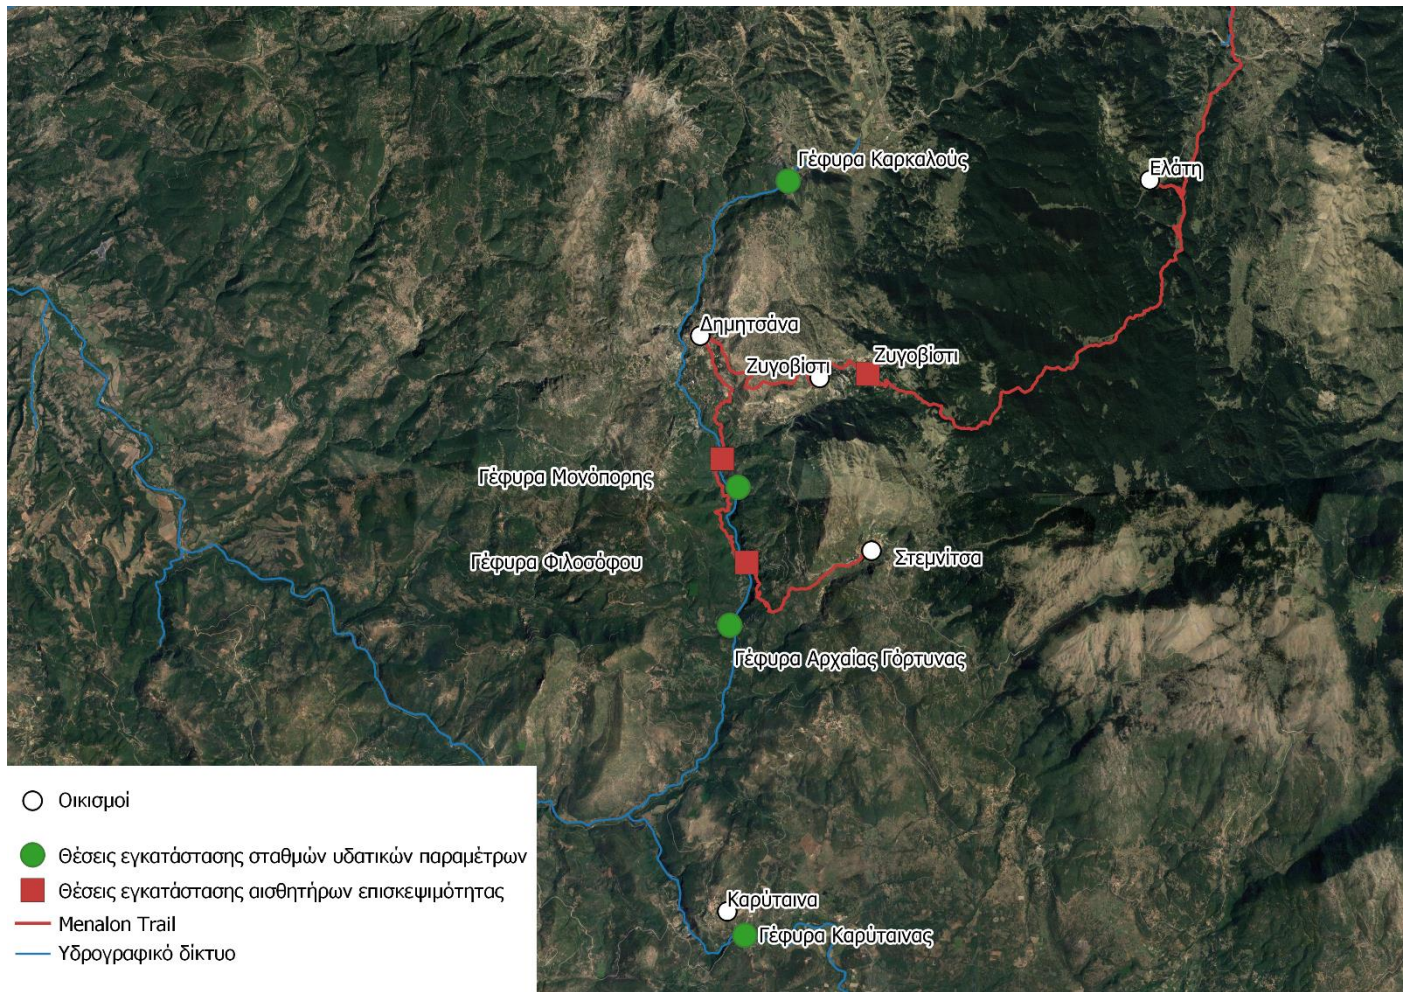 Γέφυρα Καρκαλούς
Ελάτη
Δημητσάνα
Ζυγοβίστι
Ζυγοβίστι
Γέφυρα Μονόπορης
Γέφυρα Φιλοσόφου
Στεμνίτσα
Γέφυρα Αρχαίας Γόρτυνας
Οικισμοί
Θέσεις εγκατάστασης σταθμών υδατικών παραμέτρων
Θέσεις εγκατάστασης αισθητήρων επισκεψιμότητας
Menalon Trail
Υδρογραφικό δίκτυο
Καρύταινα
Γέφυρα Καρύταινας